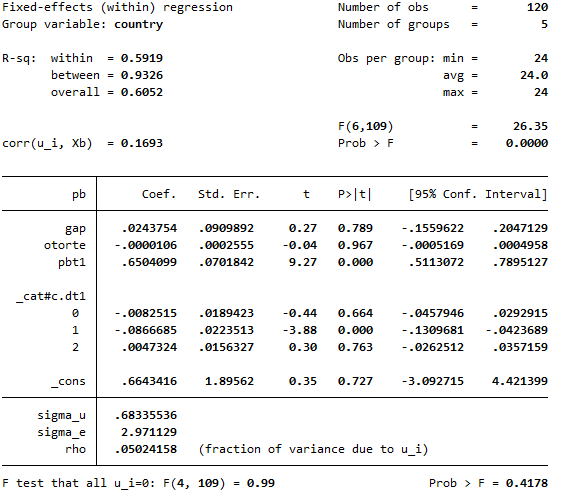 Fixed-effects (within) regression Number of obs = 120
Group variable: country Number of groups = 5
R-sq: within = 0.5919 Obs per group: min = 24
between = 0.9326 avg = 24.0
overall = 0.6052 max = 24
F(6,109) = 26.35
corr(u_i, Xb) = 0.1693 Prob > F = 0.0000
pb Coef. Std. Err. t P>|t| [95% Conf. Interval]
gap .0243754 .0909892 0.27 0.789 -.1559622 .2047129
otorte -.0000106 .0002555 -0.04 0.967 -.0005169 .0004958
pbt1 .6504099 .0701842 9.27 0.000 .5113072 .7895127
_cat#c.dt1
0 -.0082515 .0189423 -0.44 0.664 -.0457946 .0292915
1 -.0866685 .0223513 -3.88 0.000 -.1309681 -.0423689
2 .0047324 .0156327 0.30 0.763 -.0262512 .0357159
_cons .6643416 1.89562 0.35 0.727 -3.092715 4.421399
sigma_u .68335536
sigma_e 2.971129
rho .05024158 (fraction of variance due to u_i)
F test that all u_i=0: F(4, 109) = 0.99 Prob > F = 0.4178